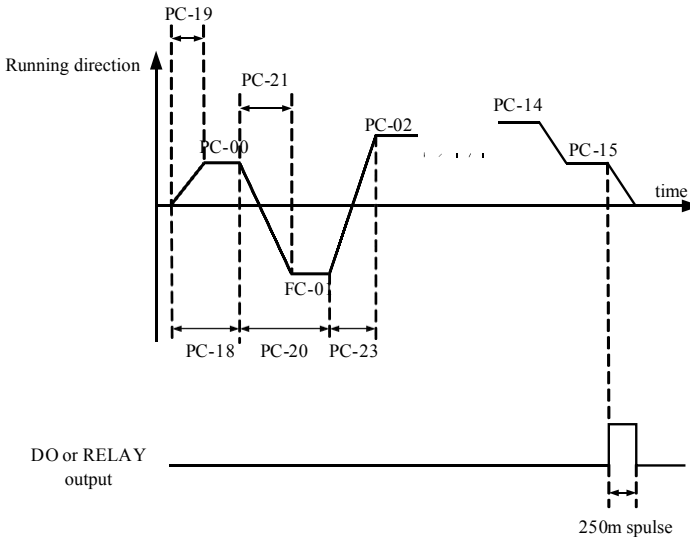 PC-19
Running direction
PC-21
PC-14
PC-02
PC-00
PC-15
time
FC-0
PC-18
PC-20
PC-23
DO or RELAY
output
250m spulse